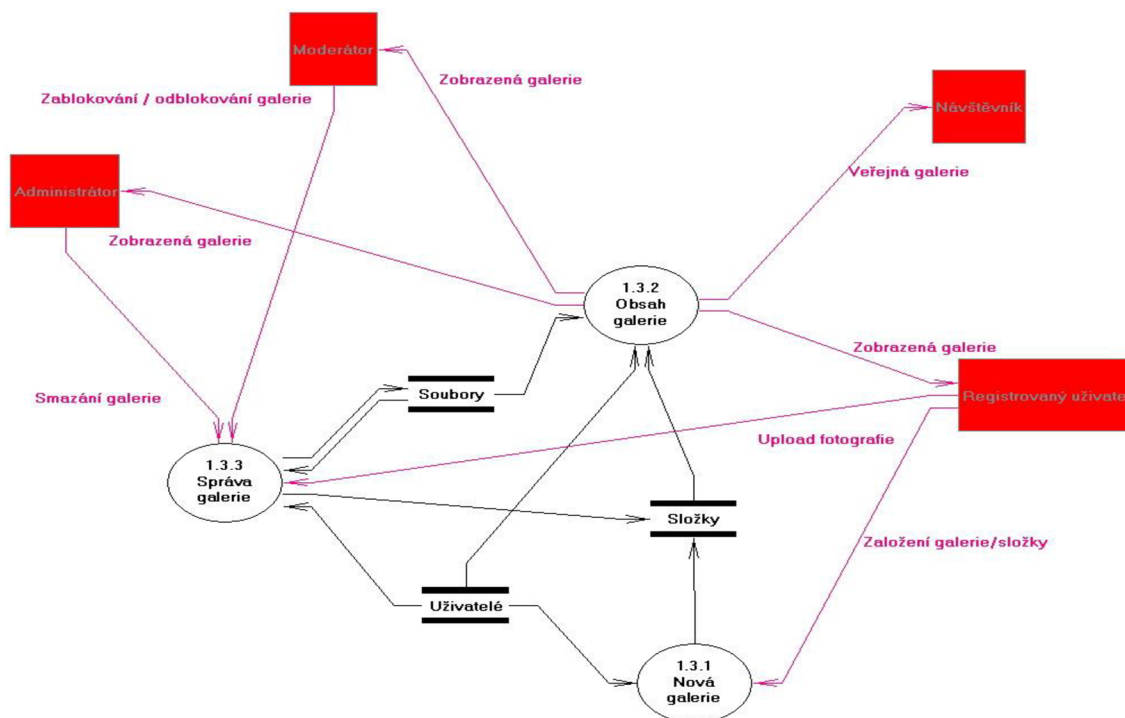 Moderátor
Zobrazená galerie
Zablokování / odblokování galerie
Návštěvník
Veřejná galerie
Administrátor
Zobrazená galerie
1.3.2
Obsah
galerie
Zobrazená galerie
Registrovaný uživate
Smazání galerie
Soubory
Upload fotografie
1.3.3
Správa
galerie
Složky
Založení galerie/složky
Uživatelé
1.3.1
Nová
galerie